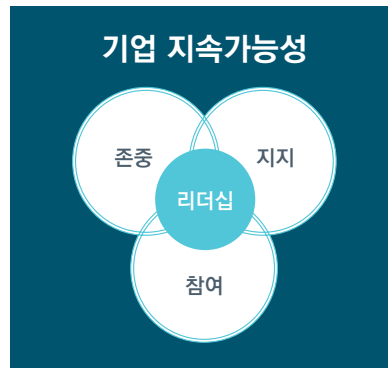 기업 지속가능성
존중
지지
리더십
참여